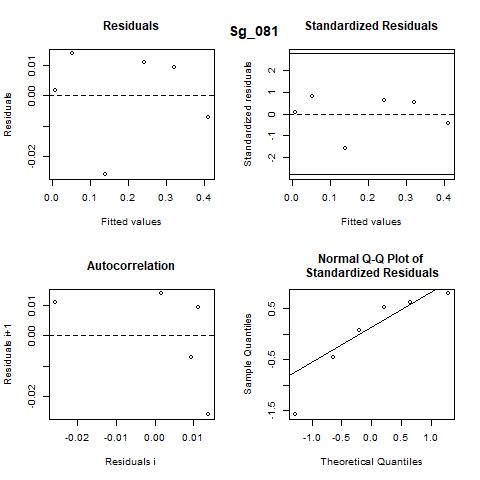 Sg_081
Residuals
Residuals
0.01
0.00
-0.02
0.0
0.1
0.2
0.3
0.4
Fitted values
Standardized Residuals
Standardized residuals
2
1
0
-1
-2
0.0
0.1
0.2
0.3
0.4
Fitted values
Autocorrelation
Residuals i+1
0.01
0.00
-0.02
-0.02
-0.01
0.00
0.01
Residuals i
Normal Q-Q Plot of
Standardized Residuals
Sample Quantiles
0.5
-0.5
-1.5
-1.0
0.0
0.5
1.0
Theoretical Quantiles